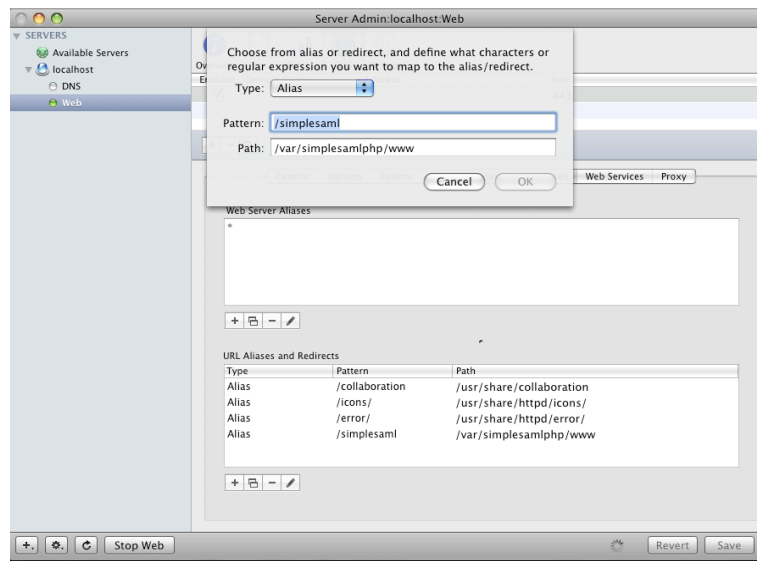 Server Admin:localhost:Web
SERVERS
Available Servers
localhost
DNS
Web
Choose from alias or redirect, and define what characters or
regular expression you want to map to the alias/redirect.
Type: Alias
Pattern: /simplesaml
Path: /var/simplesamlphp/www
Cancel OK
Web Services Proxy
Web Server Aliases
*
URL Aliases and Redirects
Type Pattern Path
Alias /collaboration /usr/share/collaboration
Alias /icons/ /usr/share/httpd/icons/
Alias /error/ /usr/share/httpd/error/
Alias /simplesaml /var/simplesamlphp/www
Stop Web Revert Save